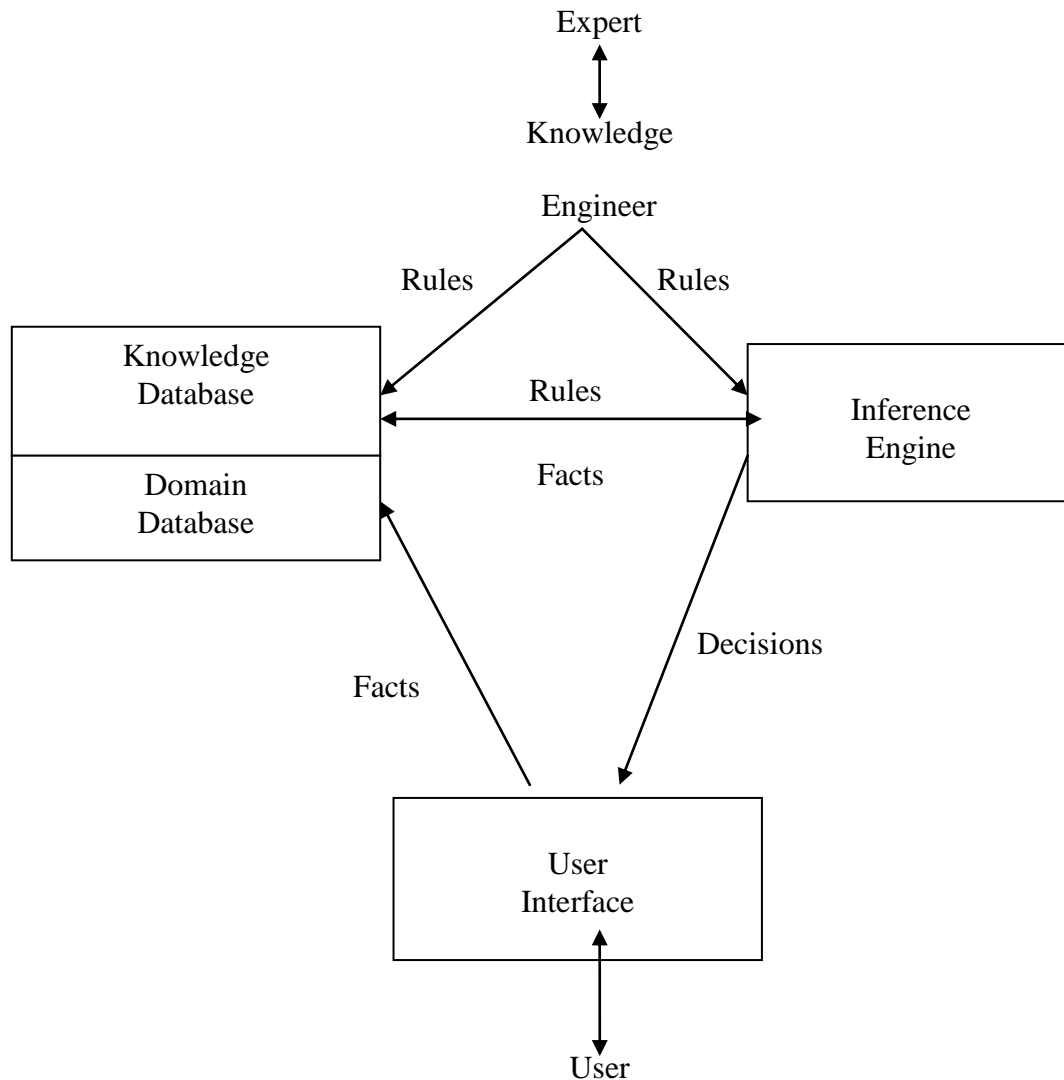 Expert
Knowledge
Engineer
Rules
Rules
Knowledge
Database
Rules
Inference
Engine
Facts
Domain
Database
Decisions
Facts
User
Interface
User